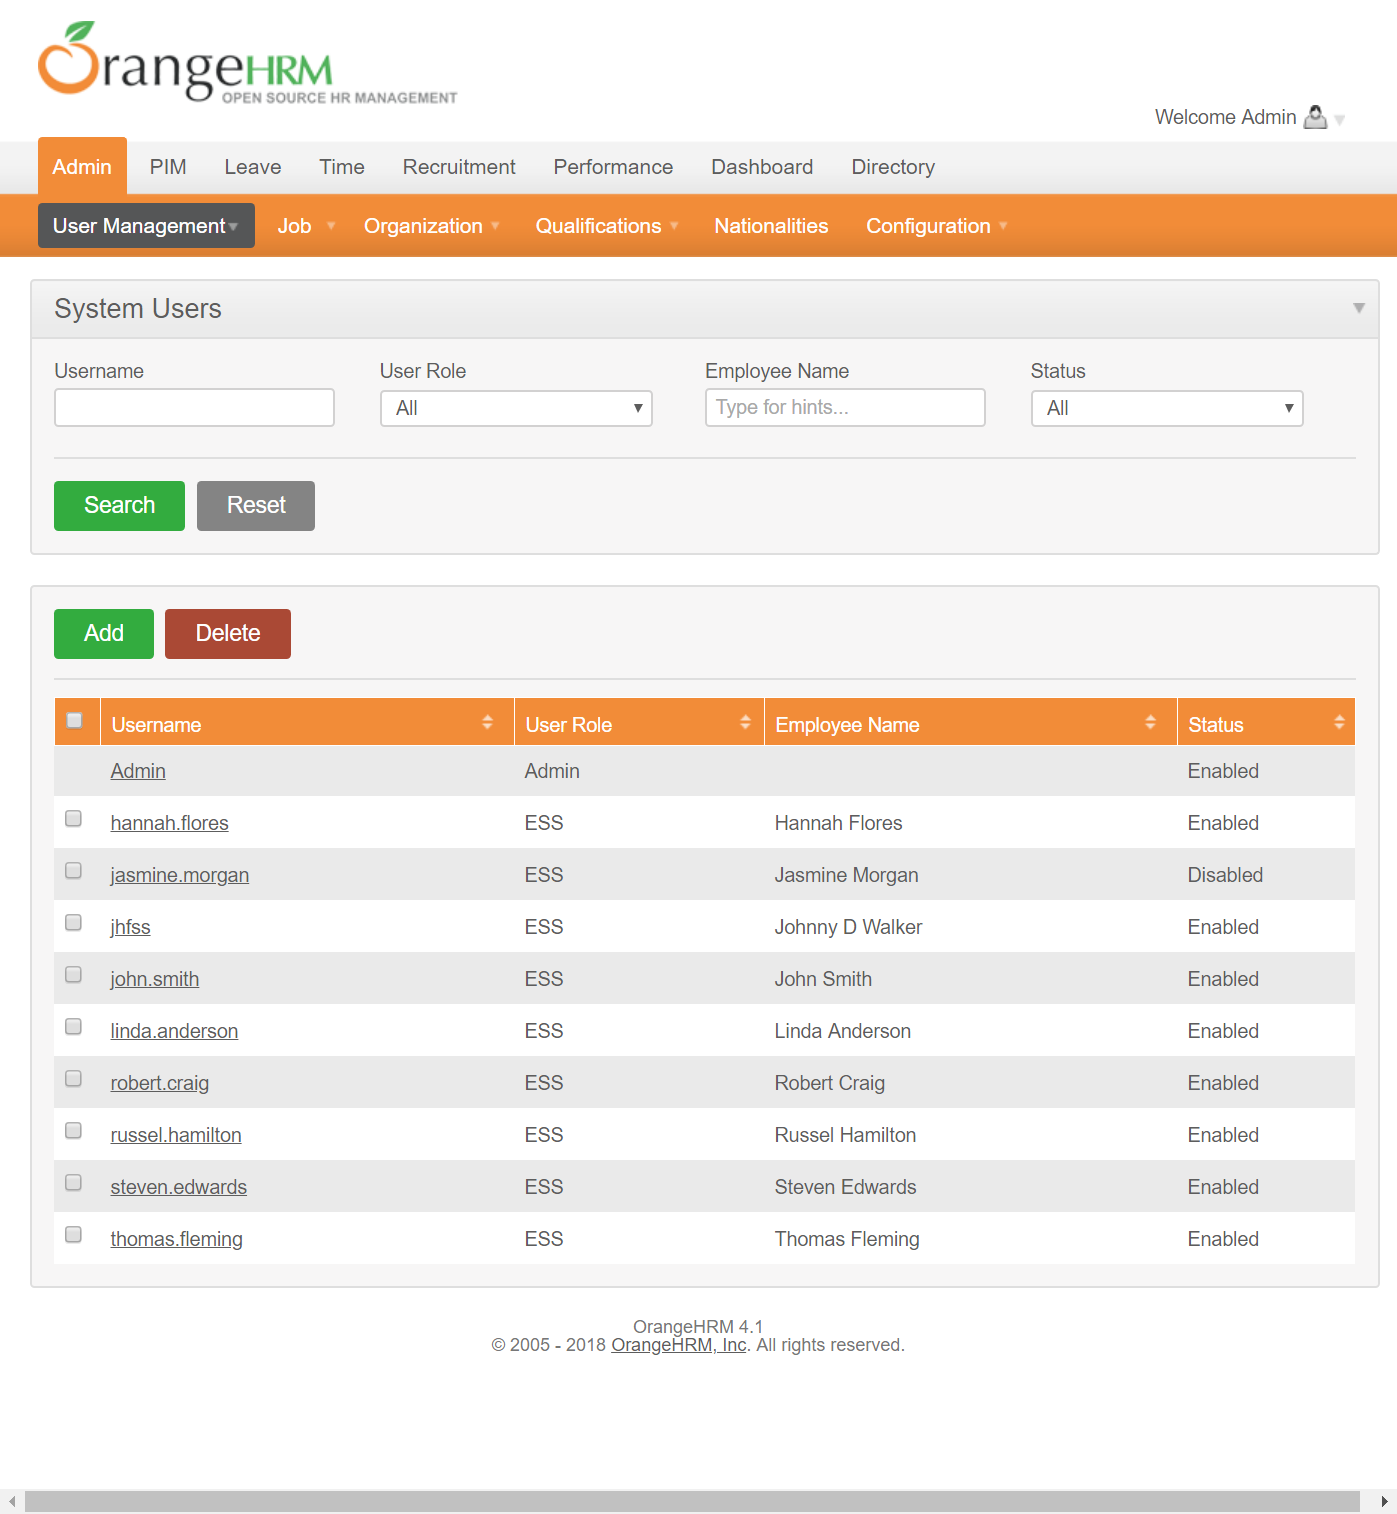 OrangeHRM
OPEN SOURCE HR MANAGEMENT
Welcome Admin
Admin PIM Leave Time Recruitment Performance Dashboard Directory
User Management Job Organization Qualifications Nationalities Configuration
System Users
Username User Role Employee Name Status
All Type for hints... All
Search Reset
Add Delete
Username User Role Employee Name Status
Admin Admin Enabled
hannah.flores ESS Hannah Flores Enabled
jasmine.morgan ESS Jasmine Morgan Disabled
jhfss ESS Johnny D Walker Enabled
john.smith ESS John Smith Enabled
linda.anderson ESS Linda Anderson Enabled
robert.craig ESS Robert Craig Enabled
russel.hamilton ESS Russel Hamilton Enabled
steven.edwards ESS Steven Edwards Enabled
thomas.fleming ESS Thomas Fleming Enabled
OrangeHRM 4.1
© 2005 - 2018 OrangeHRM, Inc. All rights reserved.